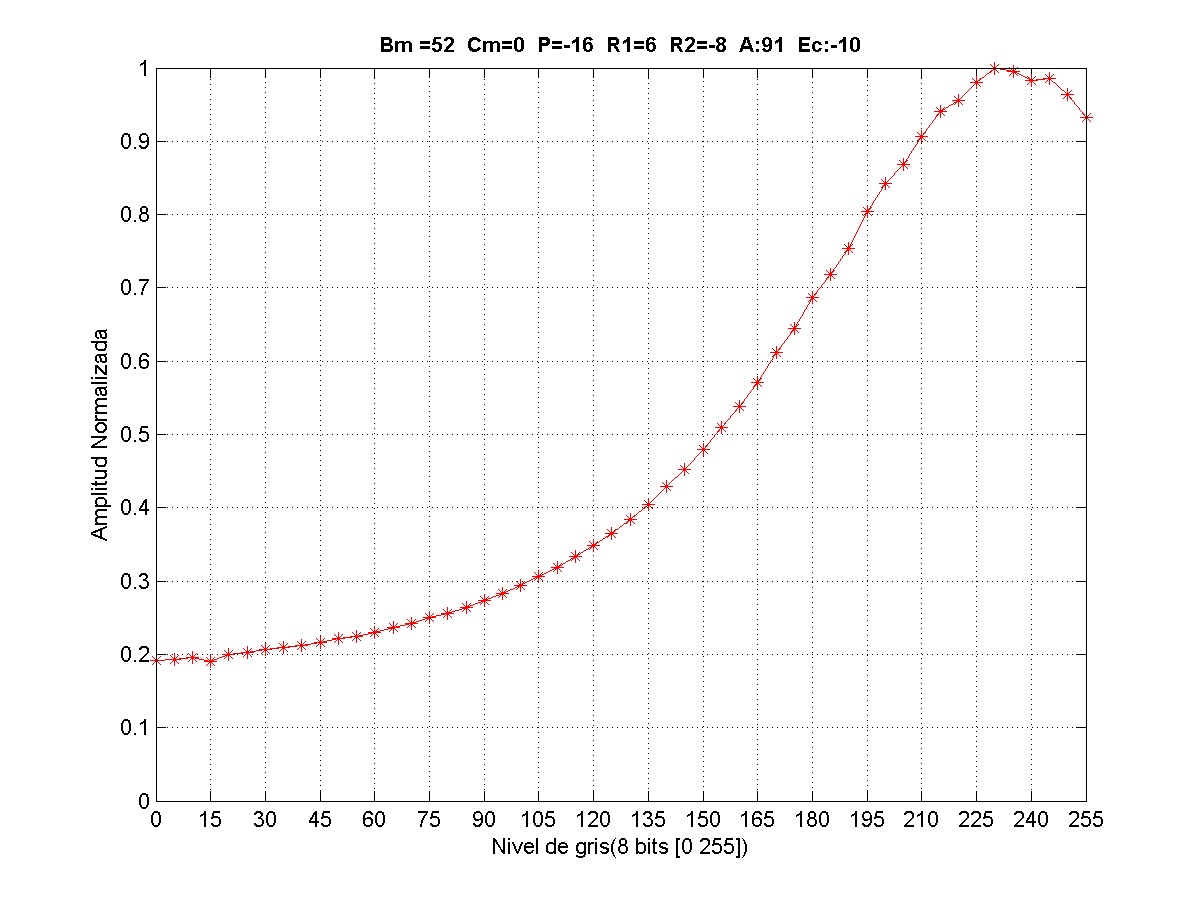 Bm =52  Cm=0  P=-16  R1=6  R2=-8  A:91  Ec:-10
1
0.9
0.8
0.7
0.6
0.5
0.4
0.3
0.2
0.1
0
Amplitud Normalizada
0 15 30 45 60 75 90 105 120 135 150 165 180 195 210 225 240 255
Nivel de gris(8 bits [0 255])